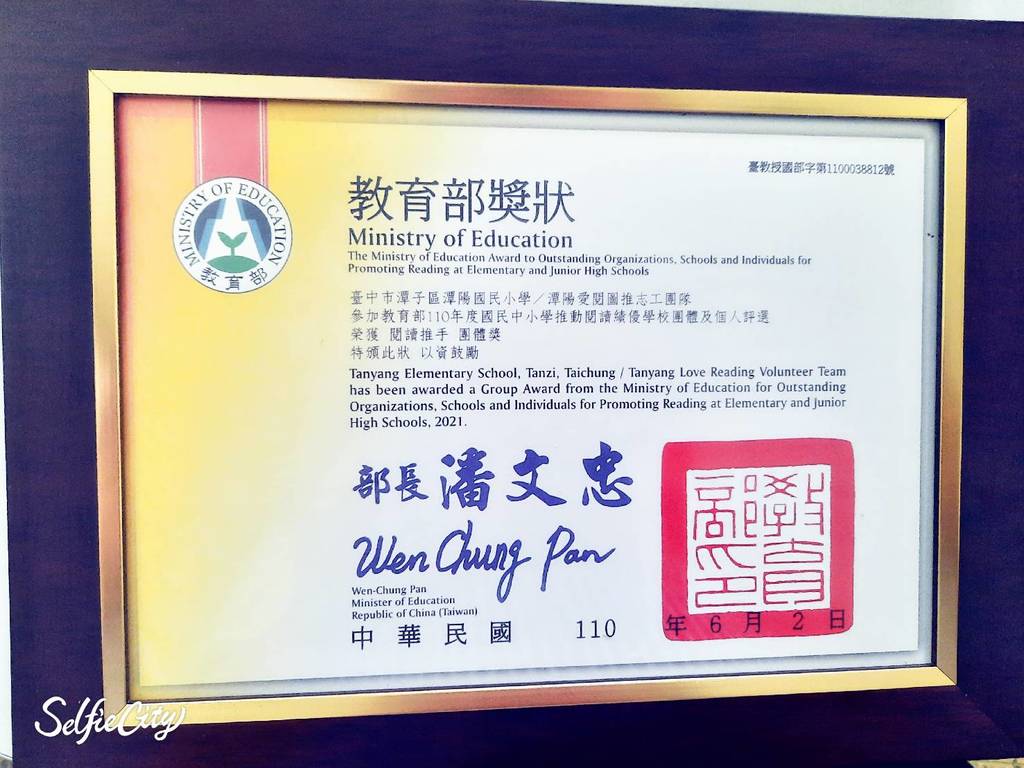 臺教授國部字第1100038812號
MINISTRY OF EDUCATION
教育部
教育部獎狀
Ministry of Education
The Ministry of Education Award to Outstanding Organizations, Schools and Individuals for
Promoting Reading at Elementary and Junior High Schools
臺中市潭子區潭陽國民小學／潭陽愛閱圖推志工團隊
參加教育部110年度國民中小學推動閱讀績優學校團體及個人評選
榮獲 閱讀推手 團體獎
特頒此狀 以資鼓勵
Tanyang Elementary School, Tanzi, Taichung / Tanyang Love Reading Volunteer Team
has been awarded a Group Award from the Ministry of Education for Outstanding
Organizations, Schools and Individuals for Promoting Reading at Elementary and Junior
High Schools, 2021.
部長 潘文忠
Wen Chung Pan
Wen-Chung Pan
Minister of Education
Republic of China (Taiwan)
中華民國 110 年 6 月 2 日
SelfieCity